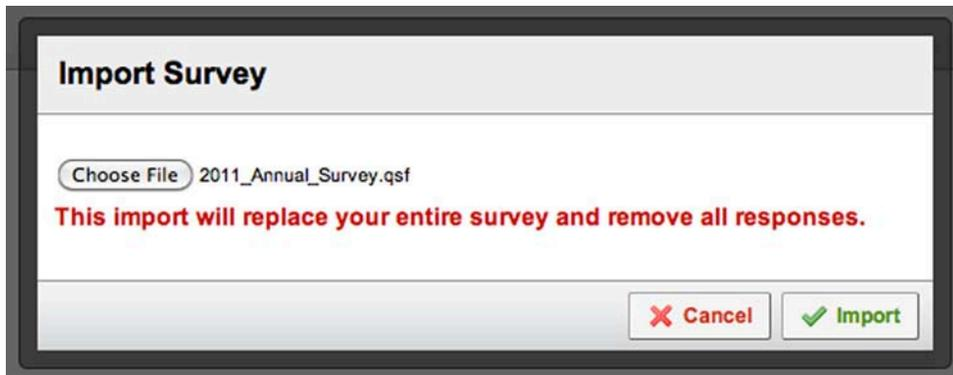 Import Survey
Choose File 2011_Annual_Survey.qsf
This import will replace your entire survey and remove all responses.
Cancel Import